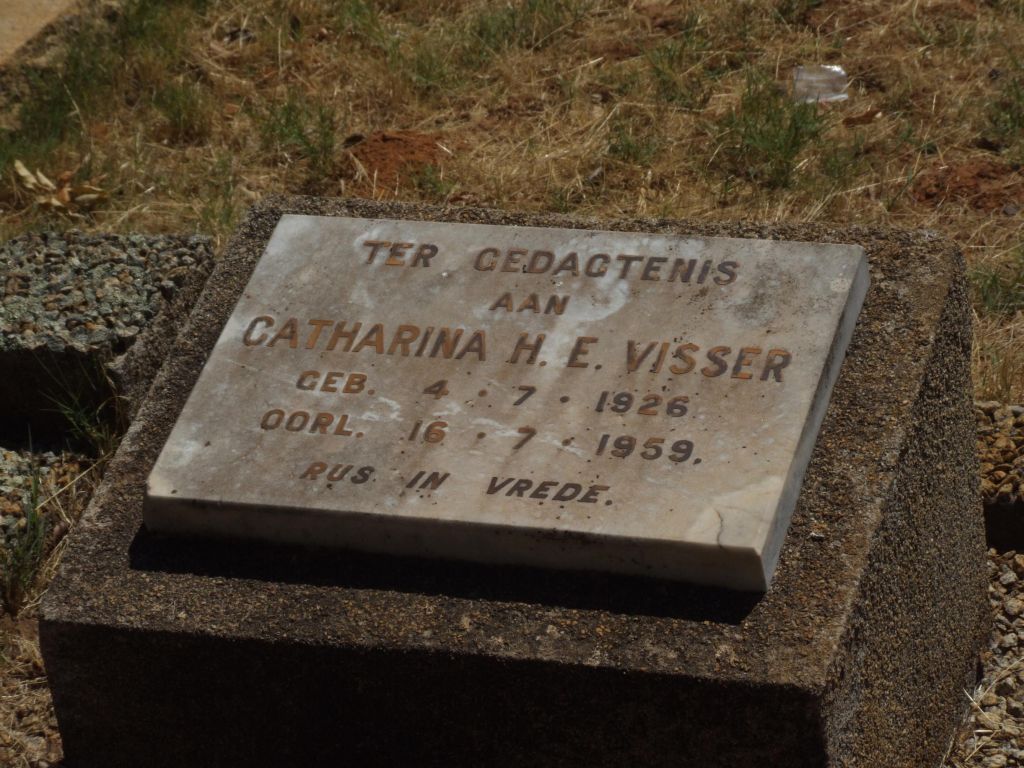 TER GEDAGTENIS
AAN
CATHARINA H. E. VISSER
GEB. 4 · 7 · 1926
OORL. 16 · 7 · 1959.
RUS IN VREDE.